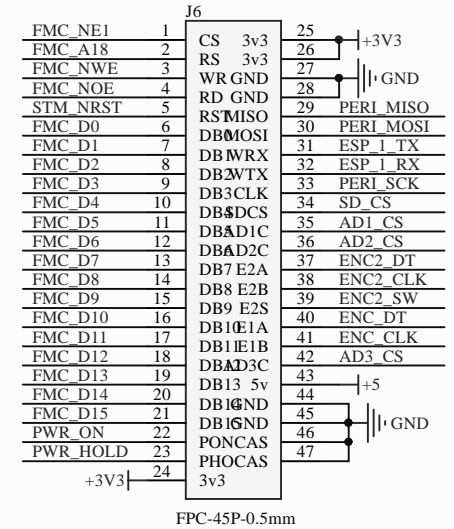 J6
FMC_NE1 1 CS 3v3 25
FMC_A18 2 RS 3v3 26 +3V3
FMC_NWE 3 WR GND 27
FMC_NOE 4 RD GND 28 GND
STM_NRST 5 RST MISO 29 PERI_MISO
FMC_D0 6 DB0 MOSI 30 PERI_MOSI
FMC_D1 7 DB1 WRX 31 ESP_1_TX
FMC_D2 8 DB2 WTX 32 ESP_1_RX
FMC_D3 9 DB3 CLK 33 PERI_SCK
FMC_D4 10 DB4 SDCS 34 SD_CS
FMC_D5 11 DB5 AD1C 35 AD1_CS
FMC_D6 12 DB6 AD2C 36 AD2_CS
FMC_D7 13 DB7 E2A 37 ENC2_DT
FMC_D8 14 DB8 E2B 38 ENC2_CLK
FMC_D9 15 DB9 E2S 39 ENC2_SW
FMC_D10 16 DB10 E1A 40 ENC_DT
FMC_D11 17 DB11 E1B 41 ENC_CLK
FMC_D12 18 DB12 AD3C 42 AD3_CS
FMC_D13 19 DB13 5v 43 +5
FMC_D14 20 DB14 GND 44
FMC_D15 21 DB15 GND 45 GND
PWR_ON 22 PON CAS 46
PWR_HOLD 23 PHO CAS 47
+3V3 24 3v3
FPC-45P-0.5mm